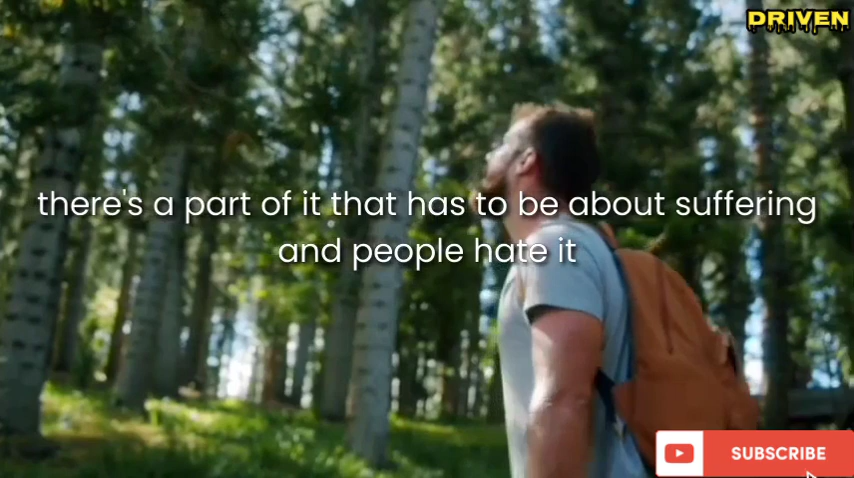 DRIVEN
there's a part of it that has to be about suffering
and people hate it
SUBSCRIBE